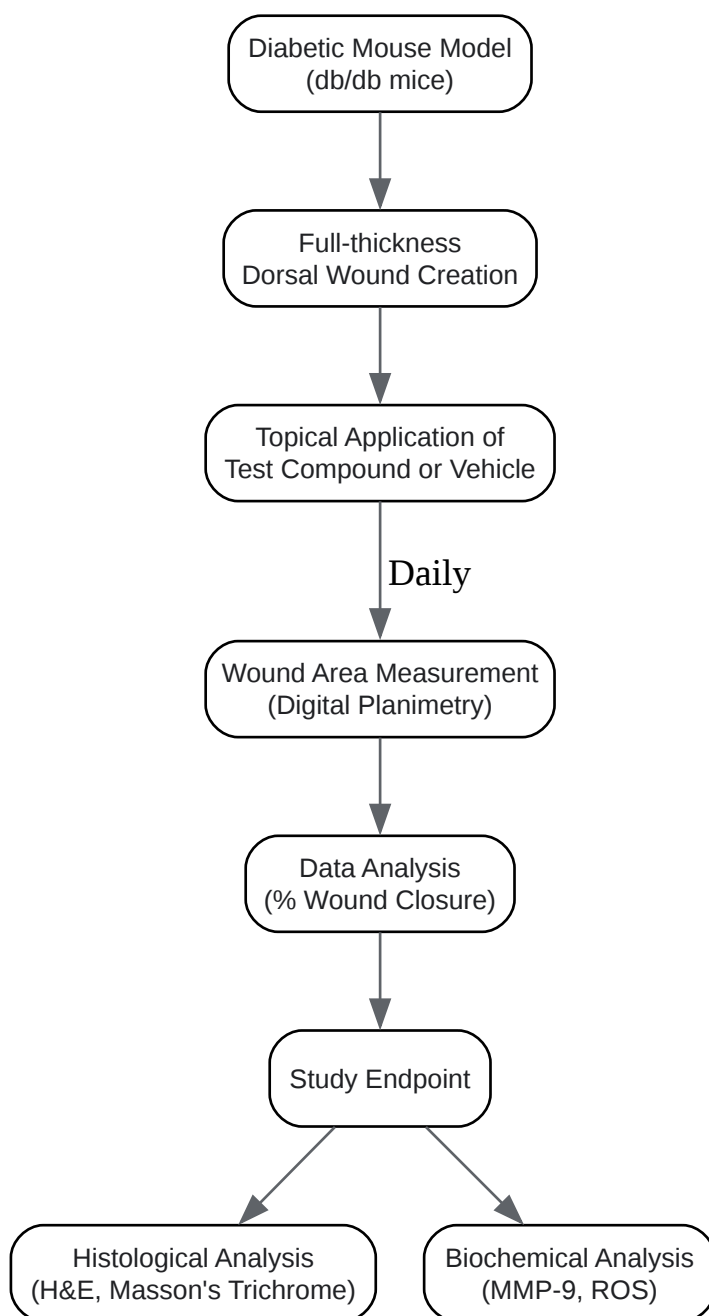 Diabetic Mouse Model
(db/db mice)
Full-thickness
Dorsal Wound Creation
Topical Application of
Test Compound or Vehicle
Daily
Wound Area Measurement
(Digital Planimetry)
Data Analysis
(% Wound Closure)
Study Endpoint
Histological Analysis
(H&E, Masson's Trichrome)
Biochemical Analysis
(MMP-9, ROS)